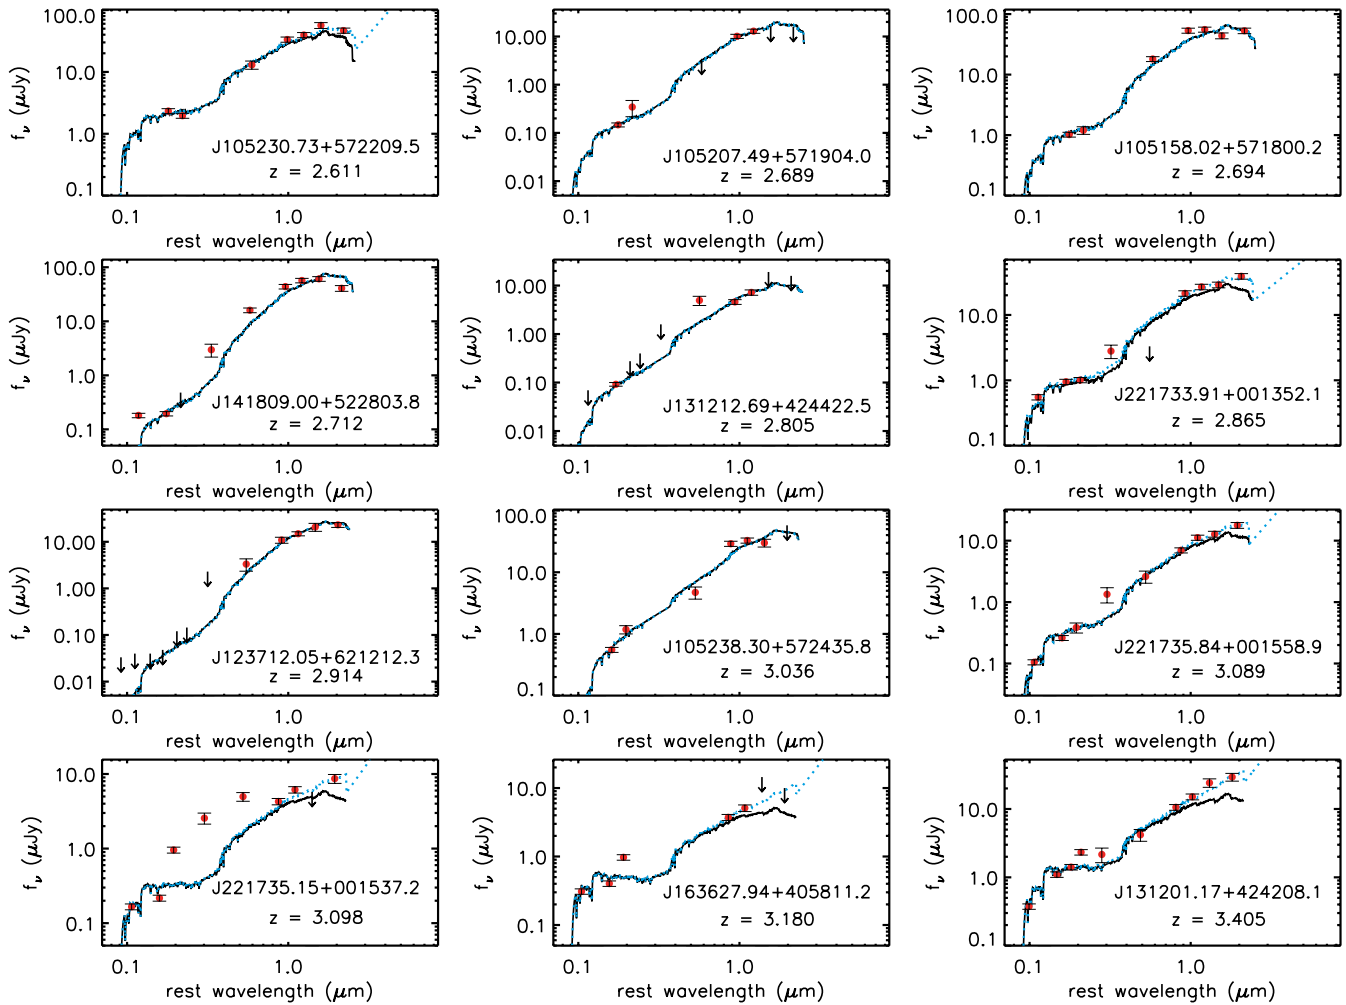 100.0
10.0
1.0
0.1
fν (μJy)
J105230.73+572209.5
z = 2.611
0.1 1.0
rest wavelength (μm)
10.00
1.00
0.10
0.01
fν (μJy)
J105207.49+571904.0
z = 2.689
0.1 1.0
rest wavelength (μm)
100.0
10.0
1.0
0.1
fν (μJy)
J105158.02+571800.2
z = 2.694
0.1 1.0
rest wavelength (μm)
100.0
10.0
1.0
0.1
fν (μJy)
J141809.00+522803.8
z = 2.712
0.1 1.0
rest wavelength (μm)
10.00
1.00
0.10
0.01
fν (μJy)
J131212.69+424422.5
z = 2.805
0.1 1.0
rest wavelength (μm)
10.0
1.0
0.1
fν (μJy)
J221733.91+001352.1
z = 2.865
0.1 1.0
rest wavelength (μm)
10.00
1.00
0.10
0.01
fν (μJy)
J123712.05+621212.3
z = 2.914
0.1 1.0
rest wavelength (μm)
100.0
10.0
1.0
0.1
fν (μJy)
J105238.30+572435.8
z = 3.036
0.1 1.0
rest wavelength (μm)
10.0
1.0
0.1
fν (μJy)
J221735.84+001558.9
z = 3.089
0.1 1.0
rest wavelength (μm)
10.0
1.0
0.1
fν (μJy)
J221735.15+001537.2
z = 3.098
0.1 1.0
rest wavelength (μm)
10.0
1.0
0.1
fν (μJy)
J163627.94+405811.2
z = 3.180
0.1 1.0
rest wavelength (μm)
10.0
1.0
0.1
fν (μJy)
J131201.17+424208.1
z = 3.405
0.1 1.0
rest wavelength (μm)